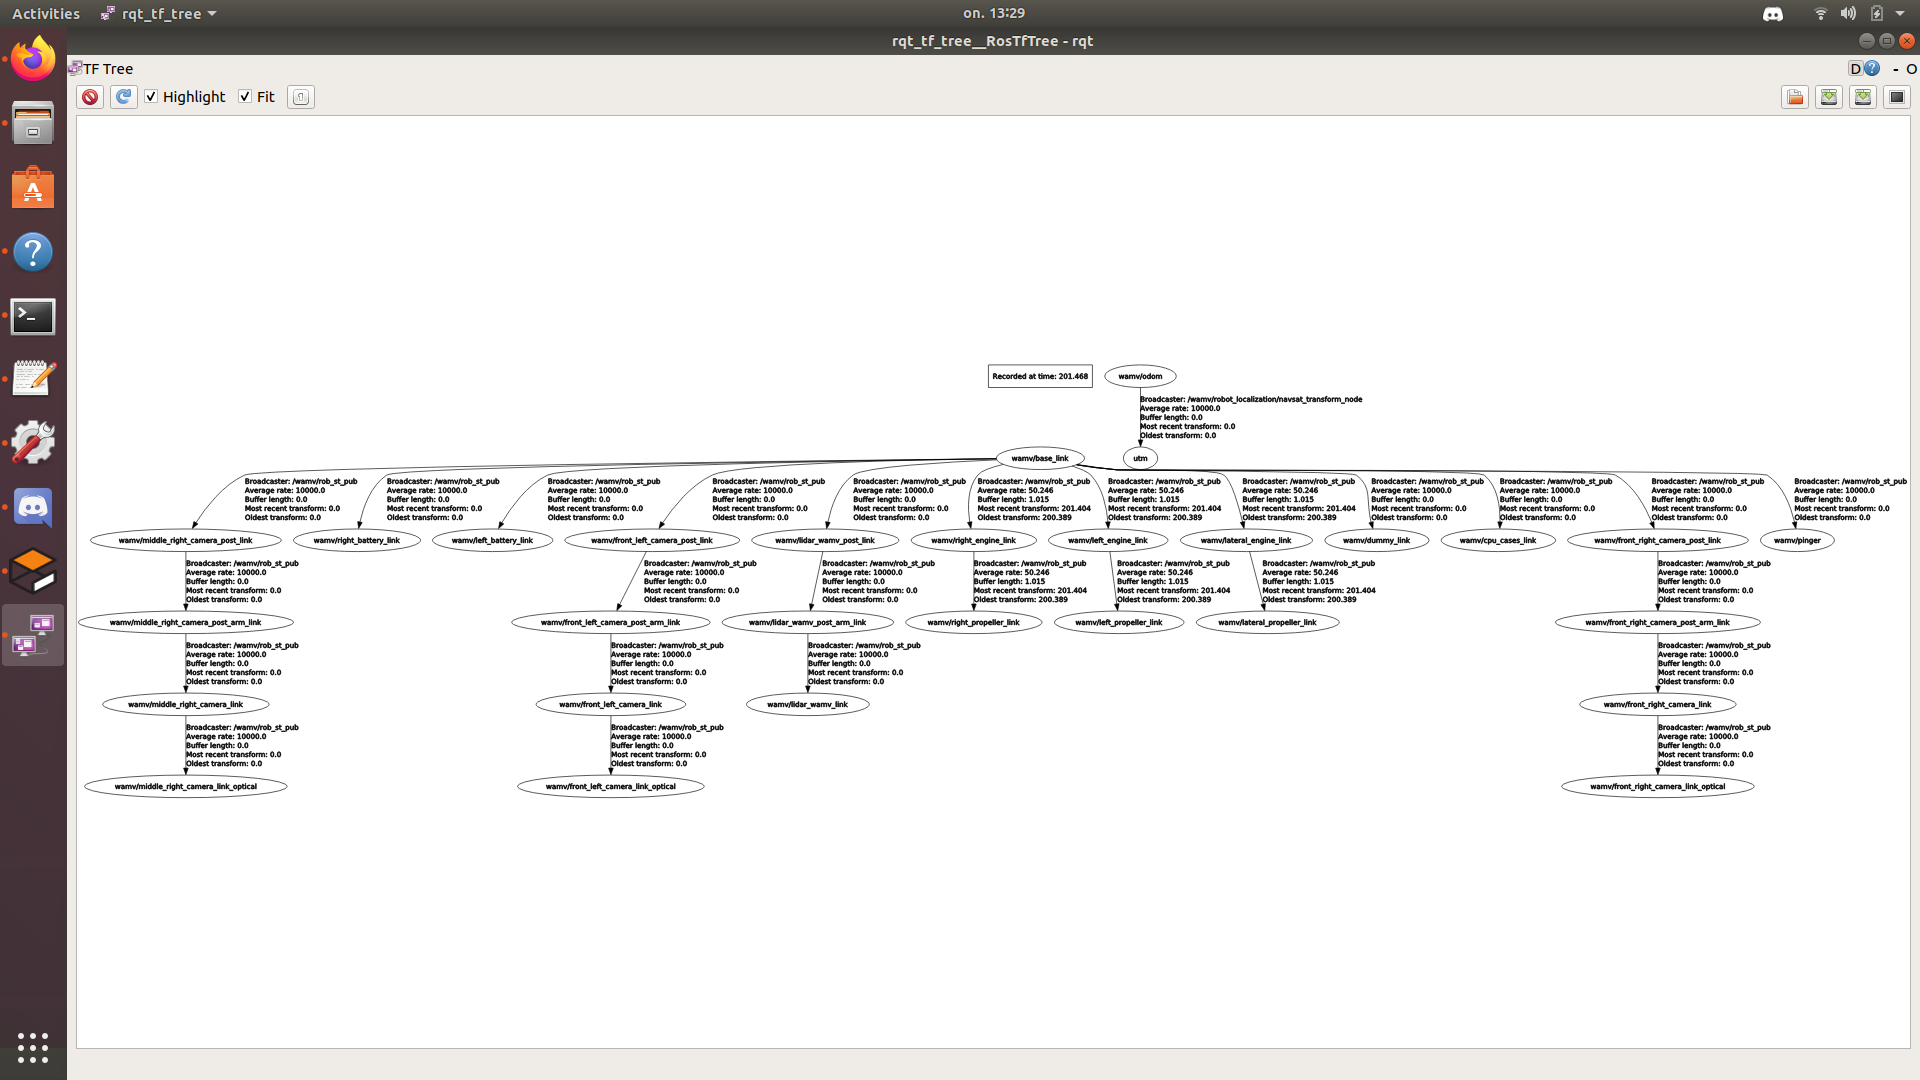 Activities
rqt_tf_tree
on. 13:29
rqt_tf_tree__RosTfTree - rqt
TF Tree
D
- O
Highlight
Fit
Recorded at time: 201.468
wamv/odom
Broadcaster: /wamv/robot_localization/navsat_transform_node
Average rate: 10000.0
Buffer length: 0.0
Most recent transform: 0.0
Oldest transform: 0.0
wamv/base_link
utm
Broadcaster: /wamv/rob_st_pub
Average rate: 10000.0
Buffer length: 0.0
Most recent transform: 0.0
Oldest transform: 0.0
Broadcaster: /wamv/rob_st_pub
Average rate: 10000.0
Buffer length: 0.0
Most recent transform: 0.0
Oldest transform: 0.0
Broadcaster: /wamv/rob_st_pub
Average rate: 10000.0
Buffer length: 0.0
Most recent transform: 0.0
Oldest transform: 0.0
Broadcaster: /wamv/rob_st_pub
Average rate: 10000.0
Buffer length: 0.0
Most recent transform: 0.0
Oldest transform: 0.0
Broadcaster: /wamv/rob_st_pub
Average rate: 10000.0
Buffer length: 0.0
Most recent transform: 0.0
Oldest transform: 0.0
Broadcaster: /wamv/rob_st_pub
Average rate: 50.246
Buffer length: 1.015
Most recent transform: 201.404
Oldest transform: 200.389
Broadcaster: /wamv/rob_st_pub
Average rate: 50.246
Buffer length: 1.015
Most recent transform: 201.404
Oldest transform: 200.389
Broadcaster: /wamv/rob_st_pub
Average rate: 50.246
Buffer length: 1.015
Most recent transform: 201.404
Oldest transform: 200.389
Broadcaster: /wamv/rob_st_pub
Average rate: 10000.0
Buffer length: 0.0
Most recent transform: 0.0
Oldest transform: 0.0
Broadcaster: /wamv/rob_st_pub
Average rate: 10000.0
Buffer length: 0.0
Most recent transform: 0.0
Oldest transform: 0.0
Broadcaster: /wamv/rob_st_pub
Average rate: 10000.0
Buffer length: 0.0
Most recent transform: 0.0
Oldest transform: 0.0
Broadcaster: /wamv/rob_st_pub
Average rate: 10000.0
Buffer length: 0.0
Most recent transform: 0.0
Oldest transform: 0.0
wamv/middle_right_camera_post_link
wamv/right_battery_link
wamv/left_battery_link
wamv/front_left_camera_post_link
wamv/lidar_wamv_post_link
wamv/right_engine_link
wamv/left_engine_link
wamv/lateral_engine_link
wamv/dummy_link
wamv/cpu_cases_link
wamv/front_right_camera_post_link
wamv/pinger
Broadcaster: /wamv/rob_st_pub
Average rate: 10000.0
Buffer length: 0.0
Most recent transform: 0.0
Oldest transform: 0.0
Broadcaster: /wamv/rob_st_pub
Average rate: 10000.0
Buffer length: 0.0
Most recent transform: 0.0
Oldest transform: 0.0
Broadcaster: /wamv/rob_st_pub
Average rate: 10000.0
Buffer length: 0.0
Most recent transform: 0.0
Oldest transform: 0.0
Broadcaster: /wamv/rob_st_pub
Average rate: 50.246
Buffer length: 1.015
Most recent transform: 201.404
Oldest transform: 200.389
Broadcaster: /wamv/rob_st_pub
Average rate: 50.246
Buffer length: 1.015
Most recent transform: 201.404
Oldest transform: 200.389
Broadcaster: /wamv/rob_st_pub
Average rate: 50.246
Buffer length: 1.015
Most recent transform: 201.404
Oldest transform: 200.389
Broadcaster: /wamv/rob_st_pub
Average rate: 10000.0
Buffer length: 0.0
Most recent transform: 0.0
Oldest transform: 0.0
wamv/middle_right_camera_post_arm_link
wamv/front_left_camera_post_arm_link
wamv/lidar_wamv_post_arm_link
wamv/right_propeller_link
wamv/left_propeller_link
wamv/lateral_propeller_link
wamv/front_right_camera_post_arm_link
Broadcaster: /wamv/rob_st_pub
Average rate: 10000.0
Buffer length: 0.0
Most recent transform: 0.0
Oldest transform: 0.0
Broadcaster: /wamv/rob_st_pub
Average rate: 10000.0
Buffer length: 0.0
Most recent transform: 0.0
Oldest transform: 0.0
Broadcaster: /wamv/rob_st_pub
Average rate: 10000.0
Buffer length: 0.0
Most recent transform: 0.0
Oldest transform: 0.0
Broadcaster: /wamv/rob_st_pub
Average rate: 10000.0
Buffer length: 0.0
Most recent transform: 0.0
Oldest transform: 0.0
wamv/middle_right_camera_link
wamv/front_left_camera_link
wamv/lidar_wamv_link
wamv/front_right_camera_link
Broadcaster: /wamv/rob_st_pub
Average rate: 10000.0
Buffer length: 0.0
Most recent transform: 0.0
Oldest transform: 0.0
Broadcaster: /wamv/rob_st_pub
Average rate: 10000.0
Buffer length: 0.0
Most recent transform: 0.0
Oldest transform: 0.0
Broadcaster: /wamv/rob_st_pub
Average rate: 10000.0
Buffer length: 0.0
Most recent transform: 0.0
Oldest transform: 0.0
wamv/middle_right_camera_link_optical
wamv/front_left_camera_link_optical
wamv/front_right_camera_link_optical